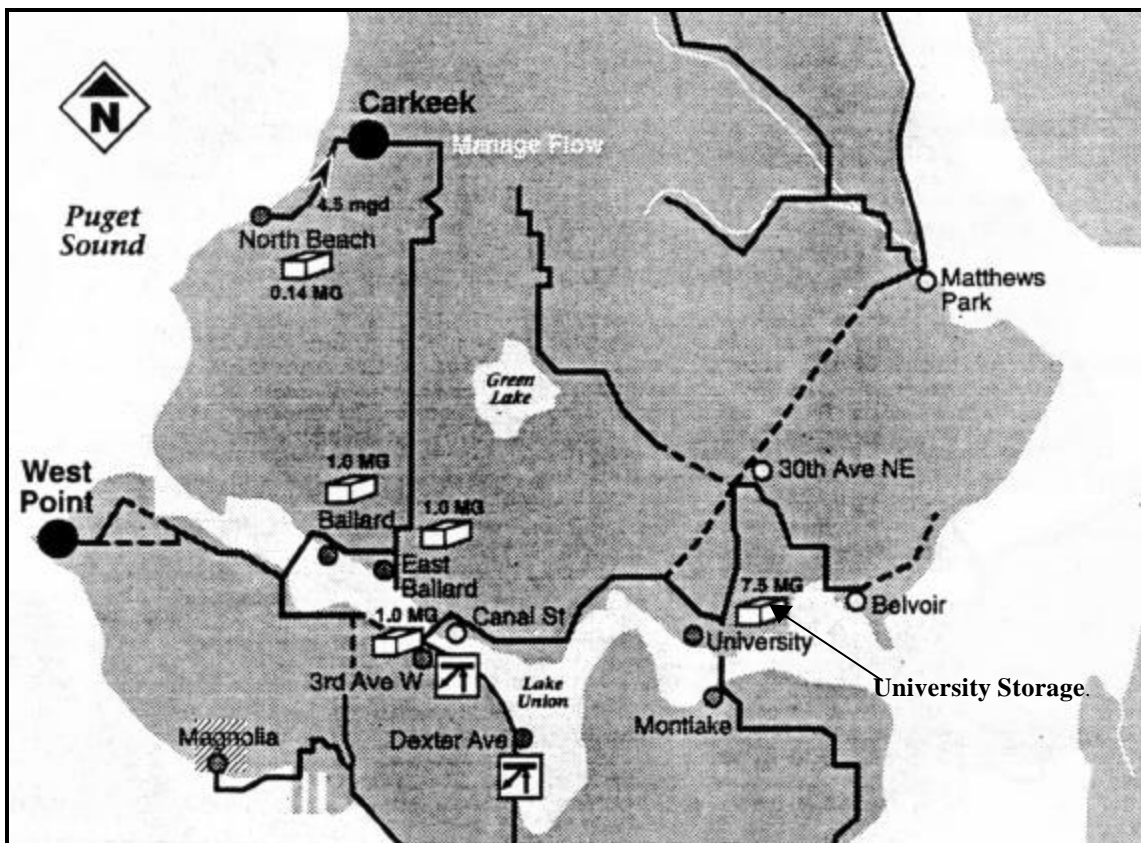 Carkeek
N
Manage Flow
Puget
Sound
4.5 mgd
North Beach
0.14 MG
Matthews
Park
Green
Lake
West
Point
1.0 MG
Ballard
1.0 MG
30th Ave NE
East
Ballard
7.5 MG
Belvoir
1.0 MG
Canal St
University
3rd Ave W
Lake
Union
University Storage.
Montlake
Magnolia
Dexter Ave